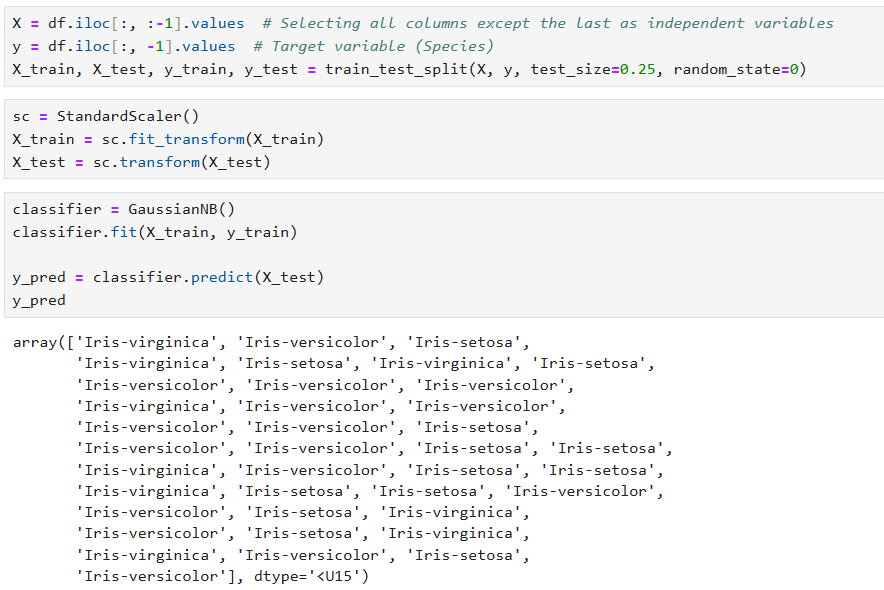 X = df.iloc[:, :-1].values  # Selecting all columns except the last as independent variables
y = df.iloc[:, -1].values  # Target variable (Species)
X_train, X_test, y_train, y_test = train_test_split(X, y, test_size=0.25, random_state=0)
sc = StandardScaler()
X_train = sc.fit_transform(X_train)
X_test = sc.transform(X_test)
classifier = GaussianNB()
classifier.fit(X_train, y_train)
y_pred = classifier.predict(X_test)
y_pred
array(['Iris-virginica', 'Iris-versicolor', 'Iris-setosa',
'Iris-virginica', 'Iris-setosa', 'Iris-virginica', 'Iris-setosa',
'Iris-versicolor', 'Iris-versicolor', 'Iris-versicolor',
'Iris-virginica', 'Iris-versicolor', 'Iris-versicolor',
'Iris-versicolor', 'Iris-versicolor', 'Iris-setosa',
'Iris-versicolor', 'Iris-versicolor', 'Iris-setosa', 'Iris-setosa',
'Iris-virginica', 'Iris-versicolor', 'Iris-setosa', 'Iris-setosa',
'Iris-virginica', 'Iris-setosa', 'Iris-setosa', 'Iris-versicolor',
'Iris-versicolor', 'Iris-setosa', 'Iris-virginica',
'Iris-versicolor', 'Iris-setosa', 'Iris-virginica',
'Iris-virginica', 'Iris-versicolor', 'Iris-setosa',
'Iris-versicolor'], dtype='<U15')